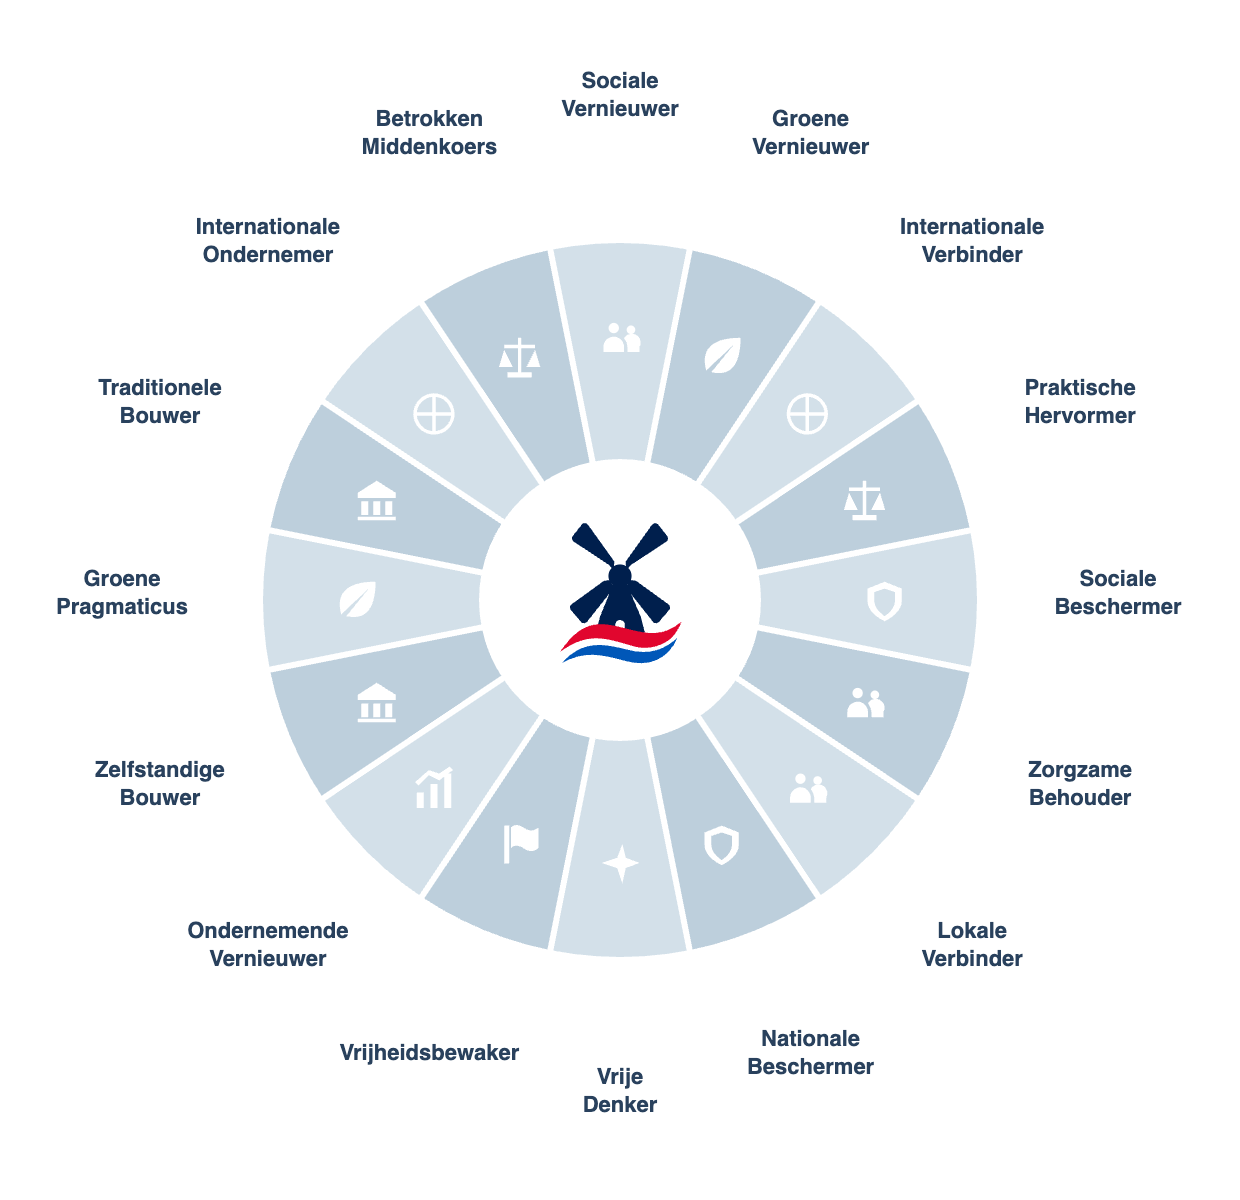 Sociale
Vernieuwer
Groene
Vernieuwer
Internationale
Verbinder
Praktische
Hervormer
Sociale
Beschermer
Zorgzame
Behouder
Lokale
Verbinder
Nationale
Beschermer
Vrije
Denker
Vrijheidsbewaker
Ondernemende
Vernieuwer
Zelfstandige
Bouwer
Groene
Pragmaticus
Traditionele
Bouwer
Internationale
Ondernemer
Betrokken
Middenkoers